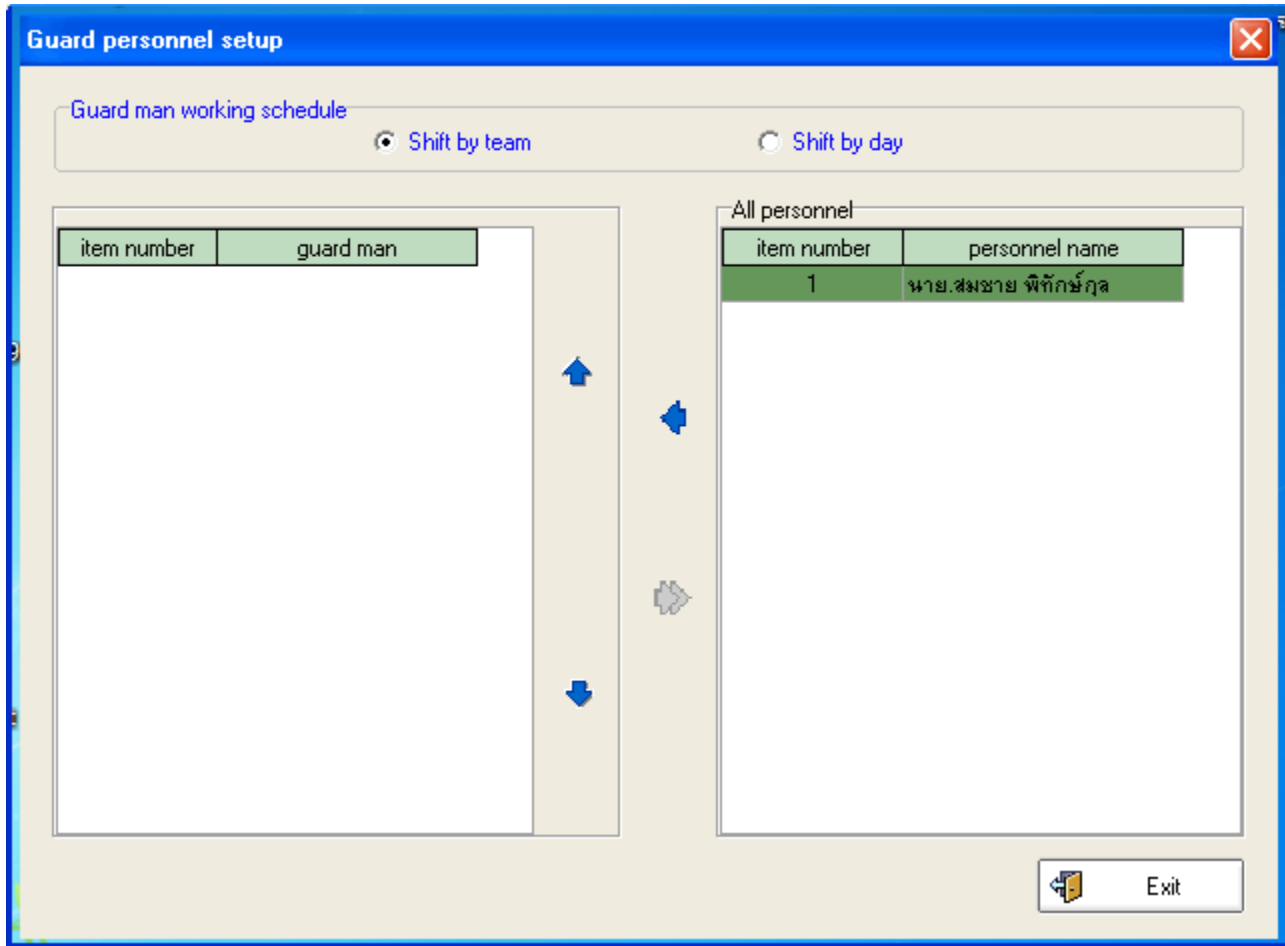 Guard personnel setup
Guard man working schedule
Shift by team
Shift by day
All personnel
item number guard man
item number personnel name
1 นาย.สมชาย พิทักษ์กุล
Exit